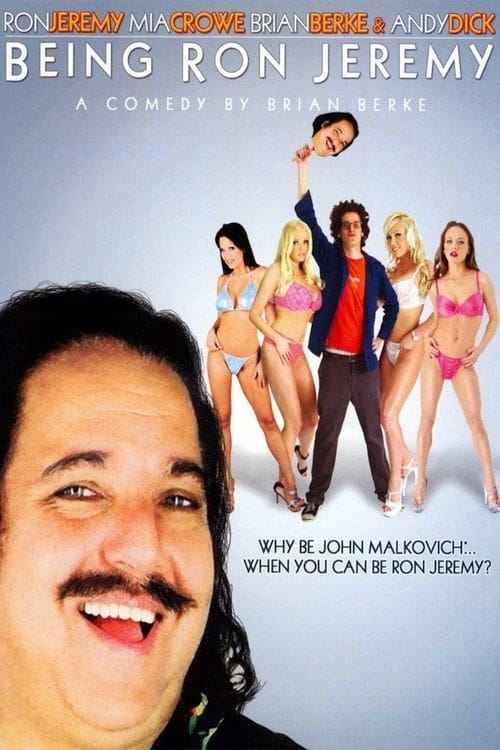 RONJEREMY MIACROWE BRIANBERKE & ANDYDICK
BEING RON JEREMY
A COMEDY BY BRIAN BERKE
WHY BE JOHN MALKOVICH:..
WHEN YOU CAN BE RON JEREMY?